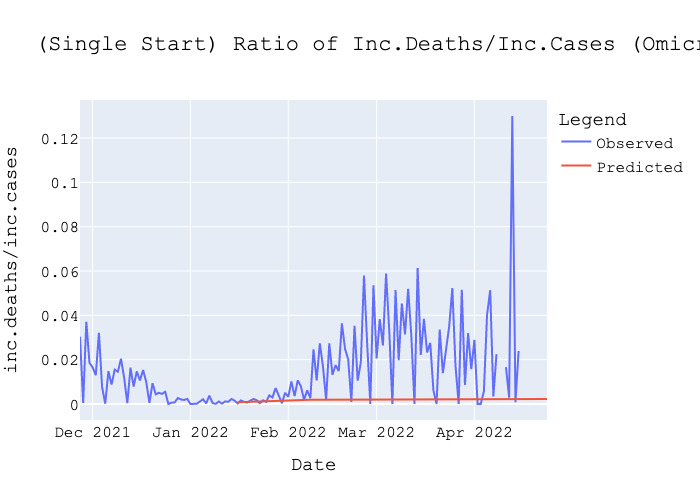 (Single Start) Ratio of Inc.Deaths/Inc.Cases (Omicr
Legend
Observed
Predicted
inc.deaths/inc.cases
0.12
0.1
0.08
0.06
0.04
0.02
0
Dec 2021 Jan 2022 Feb 2022 Mar 2022 Apr 2022
Date